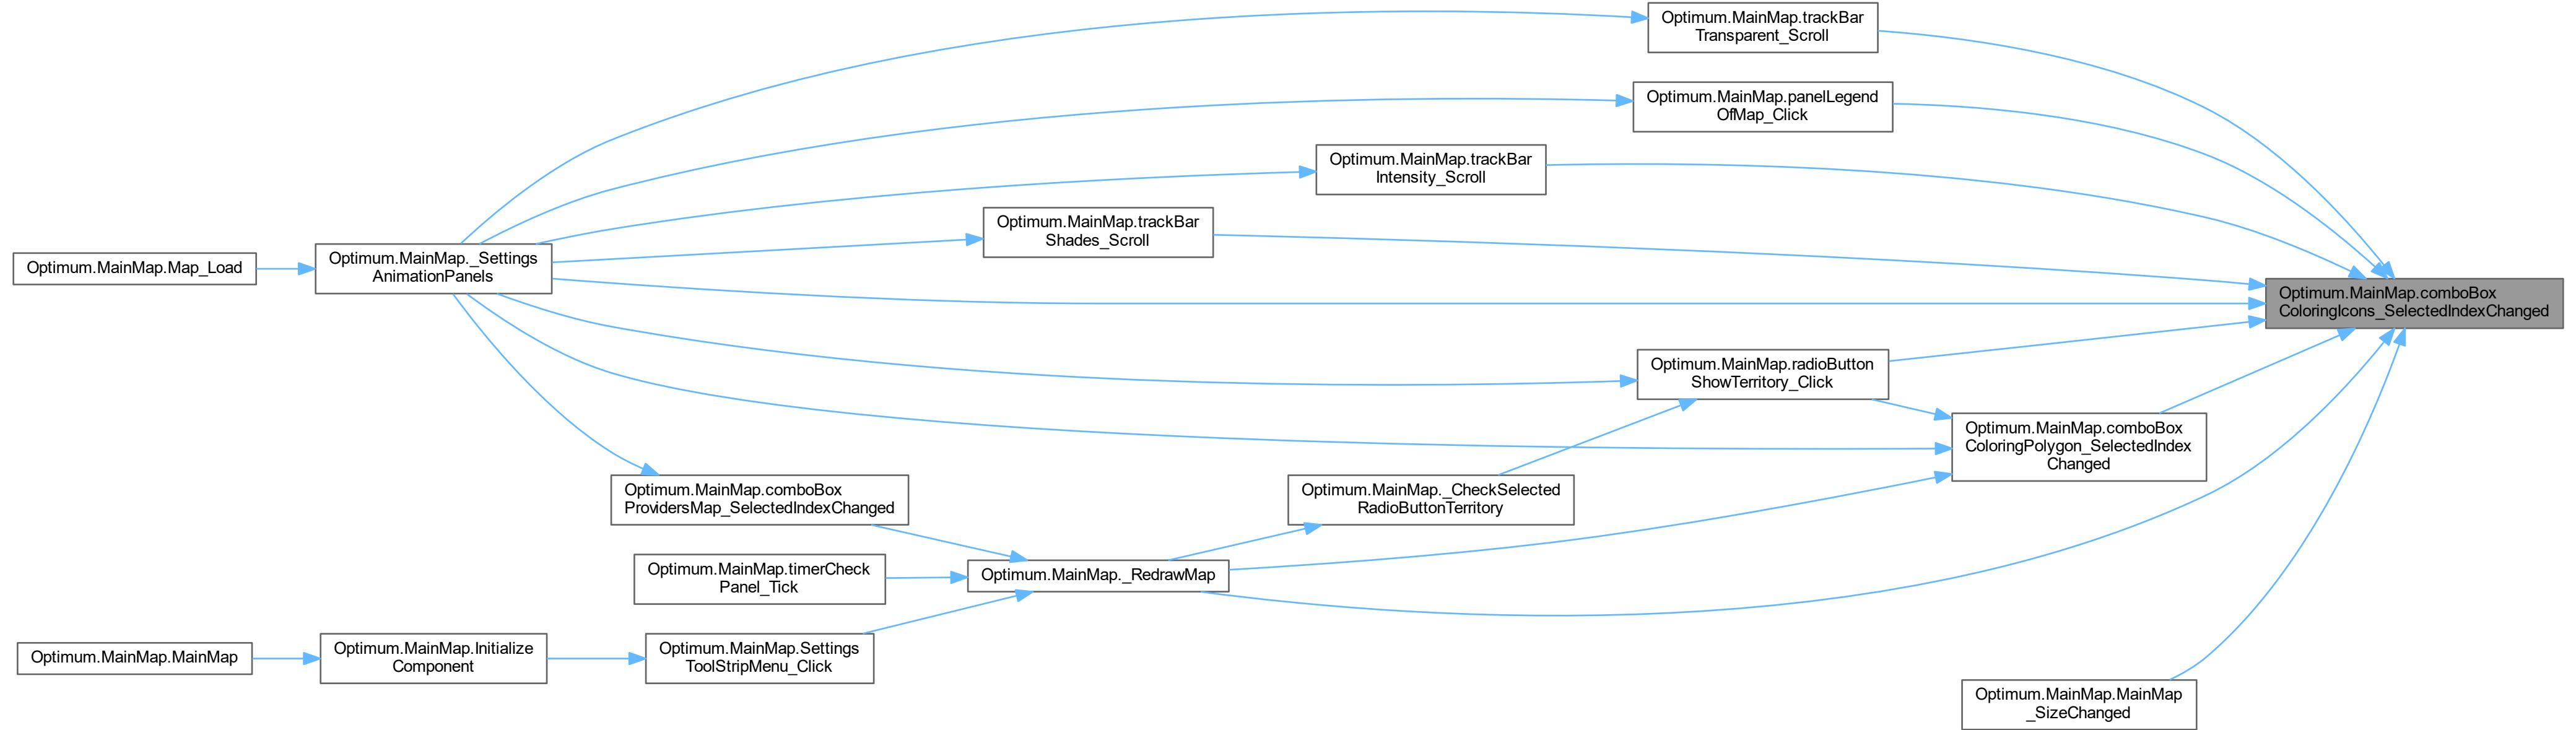 Optimum.MainMap.trackBar
Transparent_Scroll
Optimum.MainMap.panelLegend
OfMap_Click
Optimum.MainMap.trackBar
Intensity_Scroll
Optimum.MainMap.trackBar
Shades_Scroll
Optimum.MainMap.Map_Load
Optimum.MainMap._Settings
AnimationPanels
Optimum.MainMap.comboBox
ColoringIcons_SelectedIndexChanged
Optimum.MainMap.radioButton
ShowTerritory_Click
Optimum.MainMap.comboBox
ColoringPolygon_SelectedIndex
Changed
Optimum.MainMap.comboBox
ProvidersMap_SelectedIndexChanged
Optimum.MainMap._CheckSelected
RadioButtonTerritory
Optimum.MainMap.timerCheck
Panel_Tick
Optimum.MainMap._RedrawMap
Optimum.MainMap.MainMap
Optimum.MainMap.Initialize
Component
Optimum.MainMap.Settings
ToolStripMenu_Click
Optimum.MainMap.MainMap
_SizeChanged